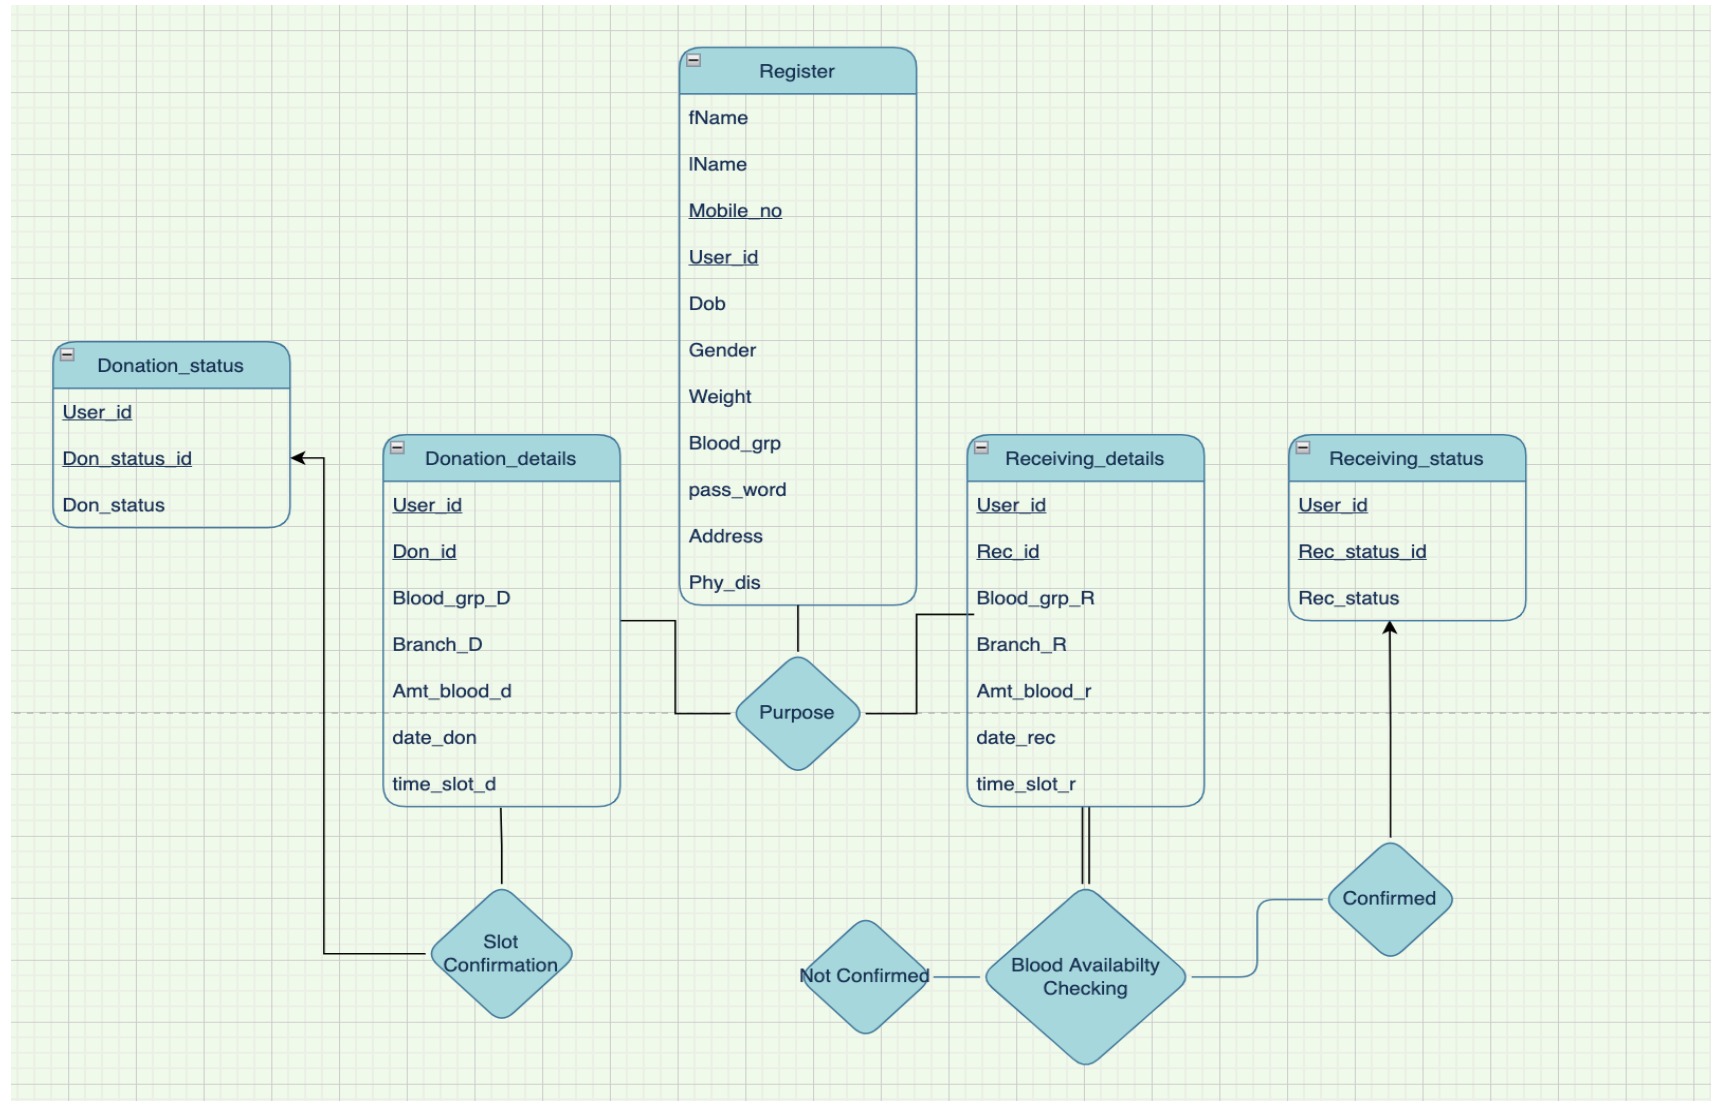 Register
fName
lName
Mobile_no
User_id
Dob
Gender
Weight
Blood_grp
pass_word
Address
Phy_dis
Donation_status
User_id
Don_status_id
Don_status
Donation_details
User_id
Don_id
Blood_grp_D
Branch_D
Amt_blood_d
date_don
time_slot_d
Receiving_details
User_id
Rec_id
Blood_grp_R
Branch_R
Amt_blood_r
date_rec
time_slot_r
Receiving_status
User_id
Rec_status_id
Rec_status
Purpose
Slot
Confirmation
Not Confirmed
Blood Availabilty
Checking
Confirmed